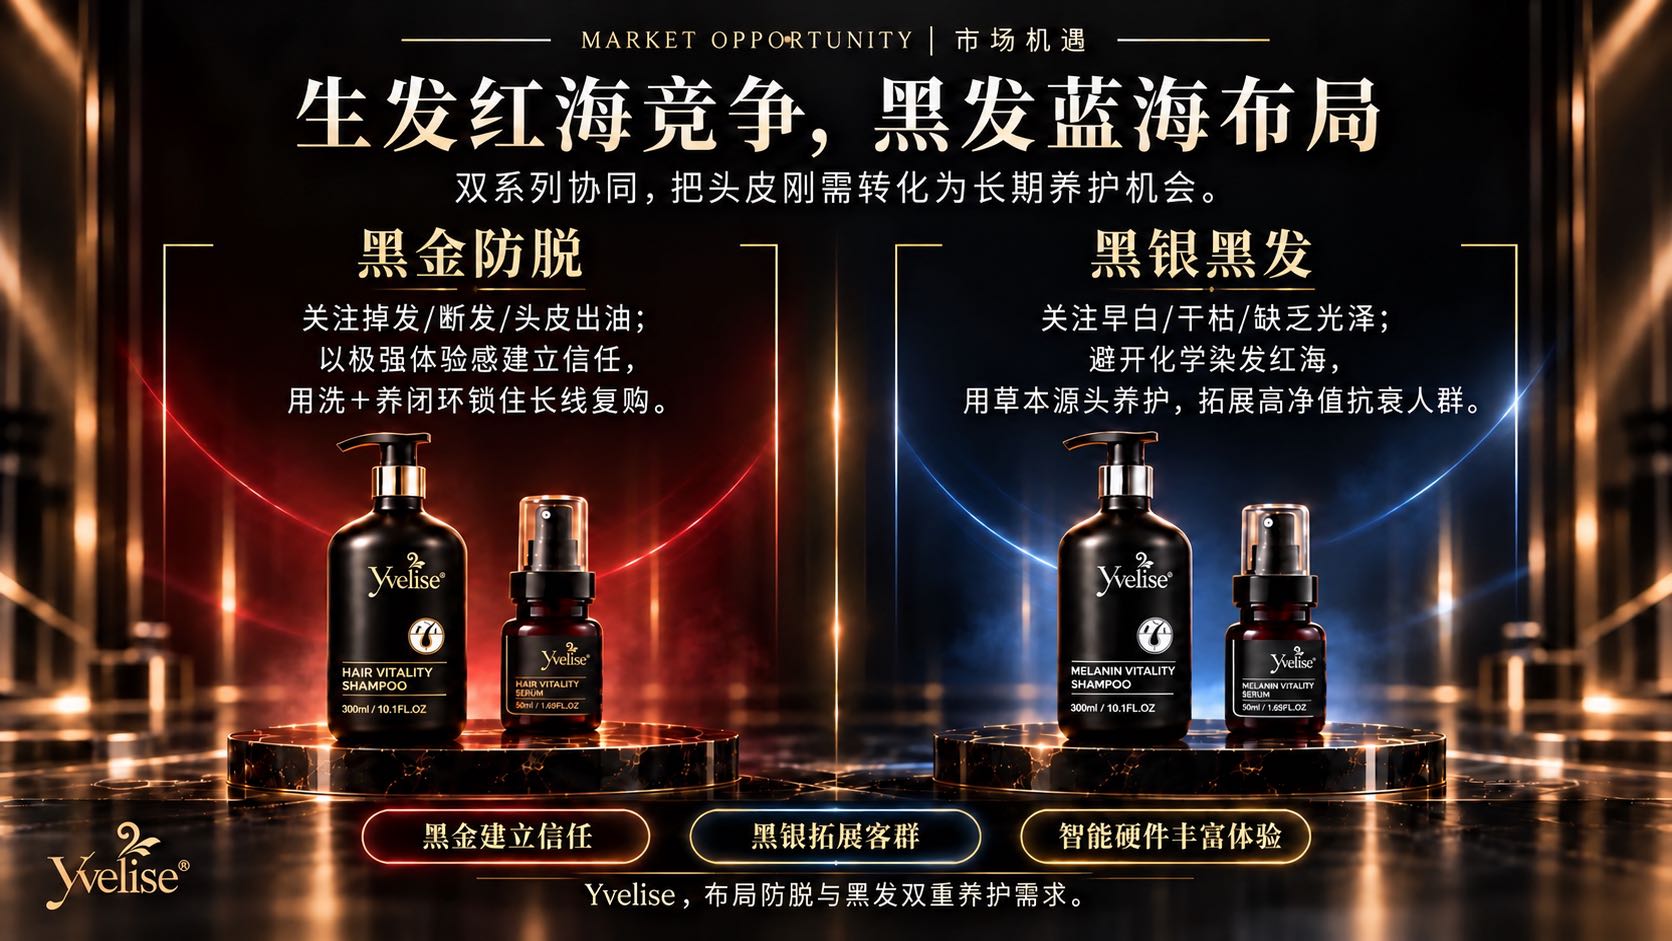 MARKET OPPORTUNITY | 市场机遇
生发红海竞争，黑发蓝海布局
双系列协同，把头皮刚需转化为长期养护机会。
黑金防脱
关注掉发/断发/头皮出油；
以极强体验感建立信任，
用洗＋养闭环锁住长线复购。
黑银黑发
关注早白/干枯/缺乏光泽；
避开化学染发红海，
用草本源头养护，拓展高净值抗衰人群。
Yvelise®
HAIR VITALITY
SHAMPOO
300ml / 10.1FL.OZ
Yvelise®
HAIR VITALITY
SERUM
50ml / 1.69FL.OZ
Yvelise®
MELANIN VITALITY
SHAMPOO
300ml / 10.1FL.OZ
Yvelise®
MELANIN VITALITY
SERUM
50ml / 1.69FL.OZ
黑金建立信任
黑银拓展客群
智能硬件丰富体验
Yvelise®
Yvelise，布局防脱与黑发双重养护需求。